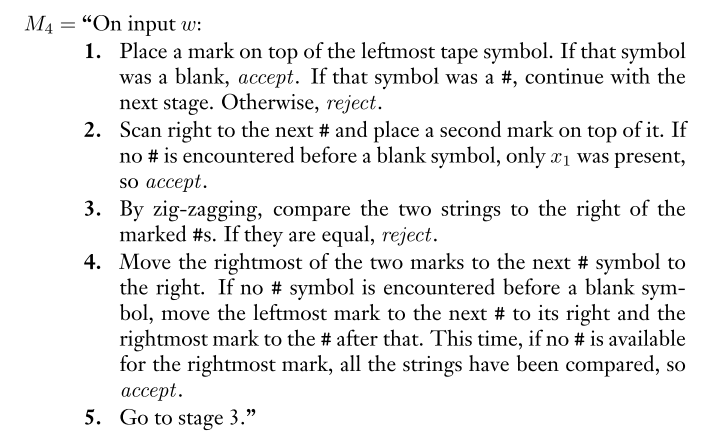 M₄ = “On input w:
1. Place a mark on top of the leftmost tape symbol. If that symbol
was a blank, accept. If that symbol was a #, continue with the
next stage. Otherwise, reject.
2. Scan right to the next # and place a second mark on top of it. If
no # is encountered before a blank symbol, only x₁ was present,
so accept.
3. By zig-zagging, compare the two strings to the right of the
marked #s. If they are equal, reject.
4. Move the rightmost of the two marks to the next # symbol to
the right. If no # symbol is encountered before a blank sym-
bol, move the leftmost mark to the next # to its right and the
rightmost mark to the # after that. This time, if no # is available
for the rightmost mark, all the strings have been compared, so
accept.
5. Go to stage 3.”